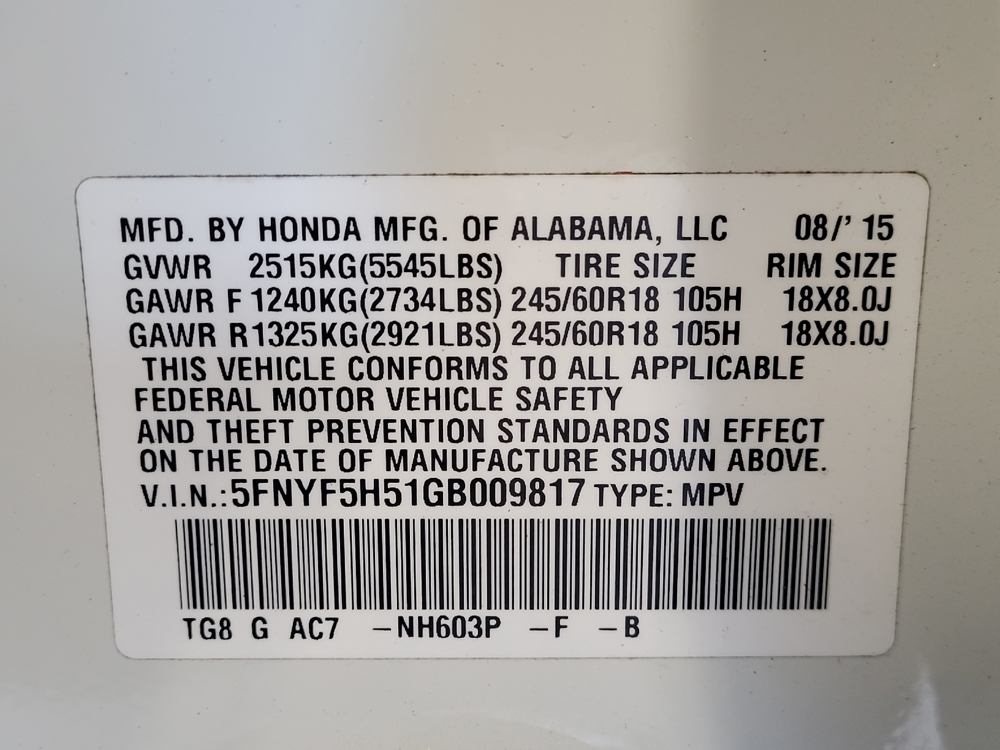 MFD. BY HONDA MFG. OF ALABAMA, LLC 08/' 15
GVWR 2515KG(5545LBS) TIRE SIZE RIM SIZE
GAWR F 1240KG(2734LBS) 245/60R18 105H 18X8.0J
GAWR R 1325KG(2921LBS) 245/60R18 105H 18X8.0J
THIS VEHICLE CONFORMS TO ALL APPLICABLE
FEDERAL MOTOR VEHICLE SAFETY
AND THEFT PREVENTION STANDARDS IN EFFECT
ON THE DATE OF MANUFACTURE SHOWN ABOVE.
V.I.N.:5FNYF5H51GB009817 TYPE: MPV
TG8 G AC7 -NH603P -F -B